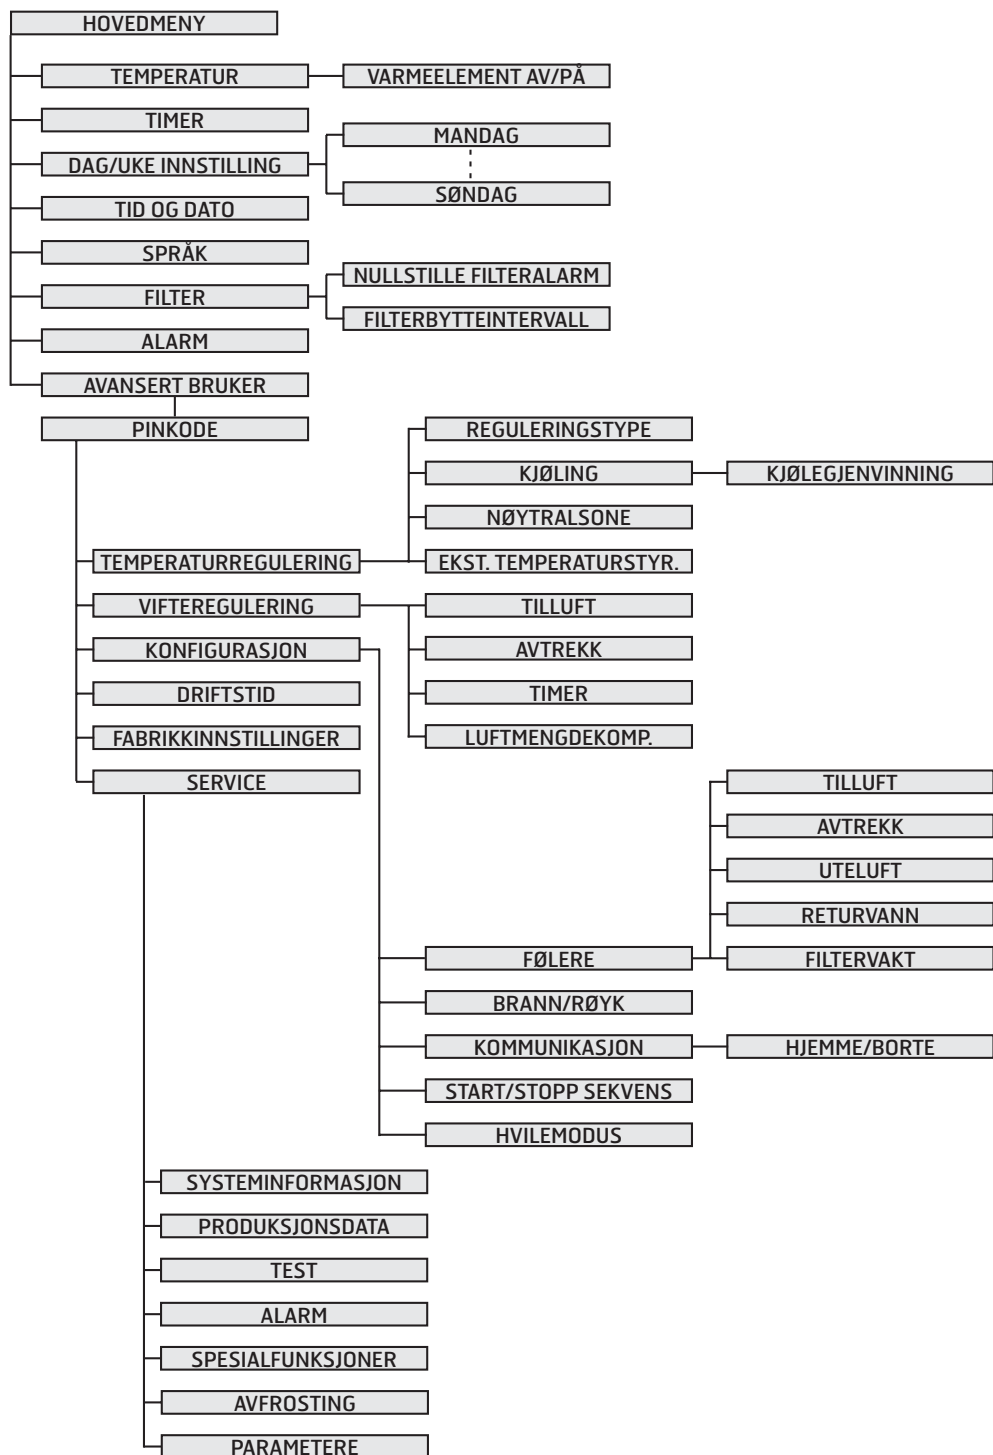 HOVEDMENY
TEMPERATUR
VARMEELEMENT AV/PÅ
TIMER
DAG/UKE INNSTILLING
MANDAG
SØNDAG
TID OG DATO
SPRÅK
FILTER
NULLSTILLE FILTERALARM
FILTERBYTTEINTERVALL
ALARM
AVANSERT BRUKER
PINKODE
TEMPERATURREGULERING
REGULERINGSTYPE
KJØLING
KJØLEGJENVINNING
NØYTRALSONE
EKST. TEMPERATURSTYR.
VIFTEREGULERING
TILLUFT
AVTREKK
TIMER
LUFTMENGDEKOMP.
KONFIGURASJON
DRIFTSTID
FABRIKKINNSTILLINGER
SERVICE
FØLERE
TILLUFT
AVTREKK
UTELUFT
RETURVANN
FILTERVAKT
BRANN/RØYK
KOMMUNIKASJON
HJEMME/BORTE
START/STOPP SEKVENS
HVILEMODUS
SYSTEMINFORMASJON
PRODUKSJONSDATA
TEST
ALARM
SPESIALFUNKSJONER
AVFROSTING
PARAMETERE